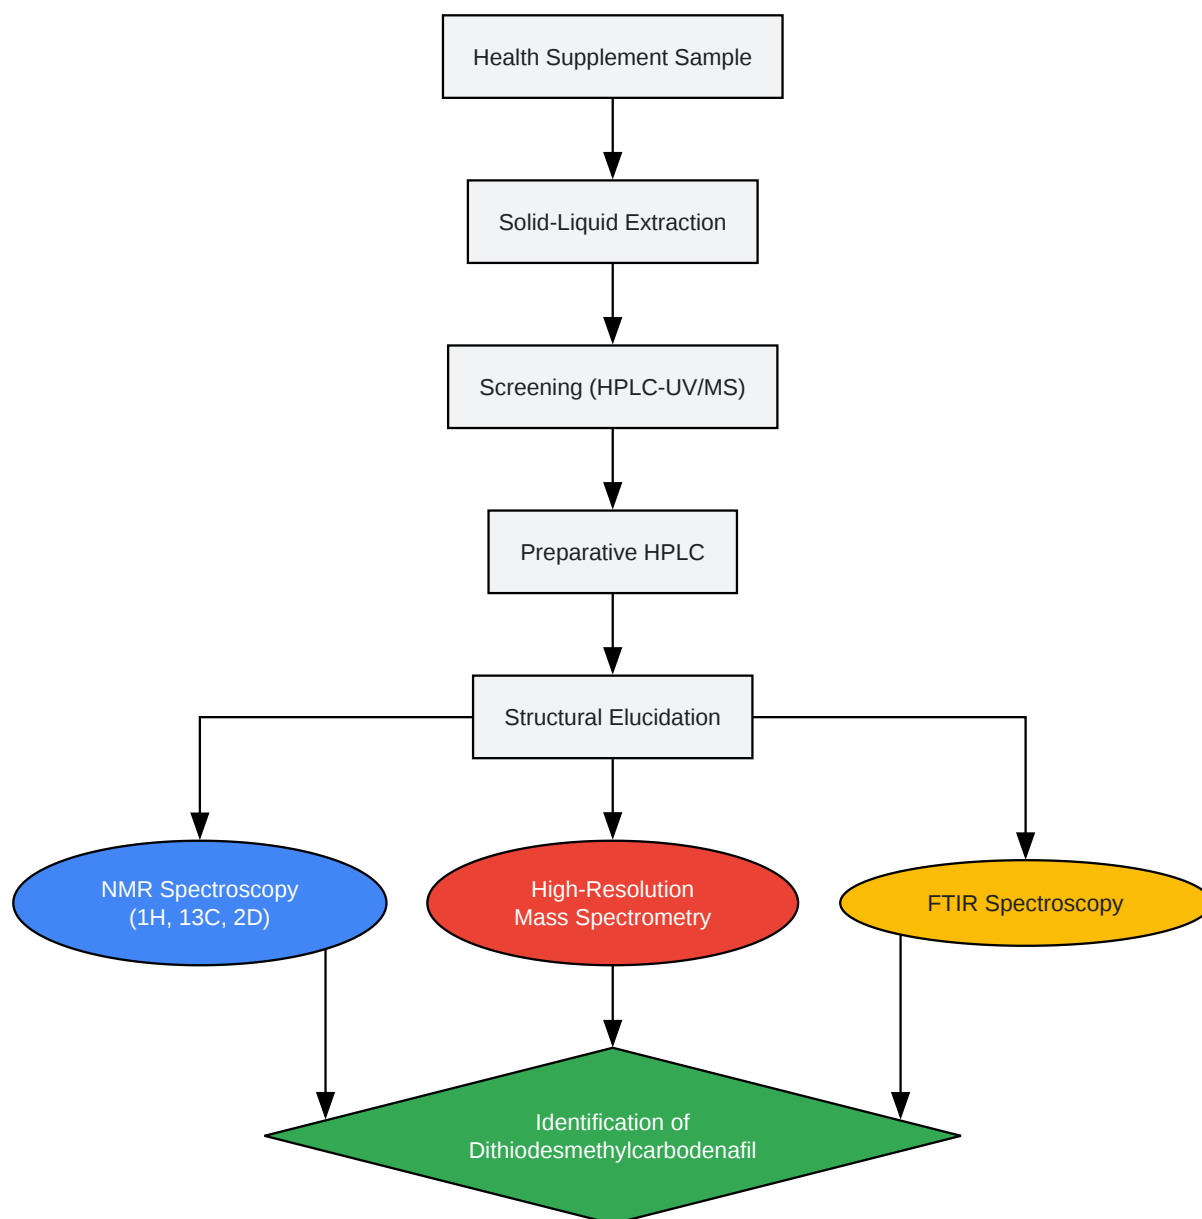 Health Supplement Sample
Solid-Liquid Extraction
Screening (HPLC-UV/MS)
Preparative HPLC
Structural Elucidation
NMR Spectroscopy
(1H, 13C, 2D)
High-Resolution
Mass Spectrometry
FTIR Spectroscopy
Identification of
Dithiodesmethylcarbodenafil